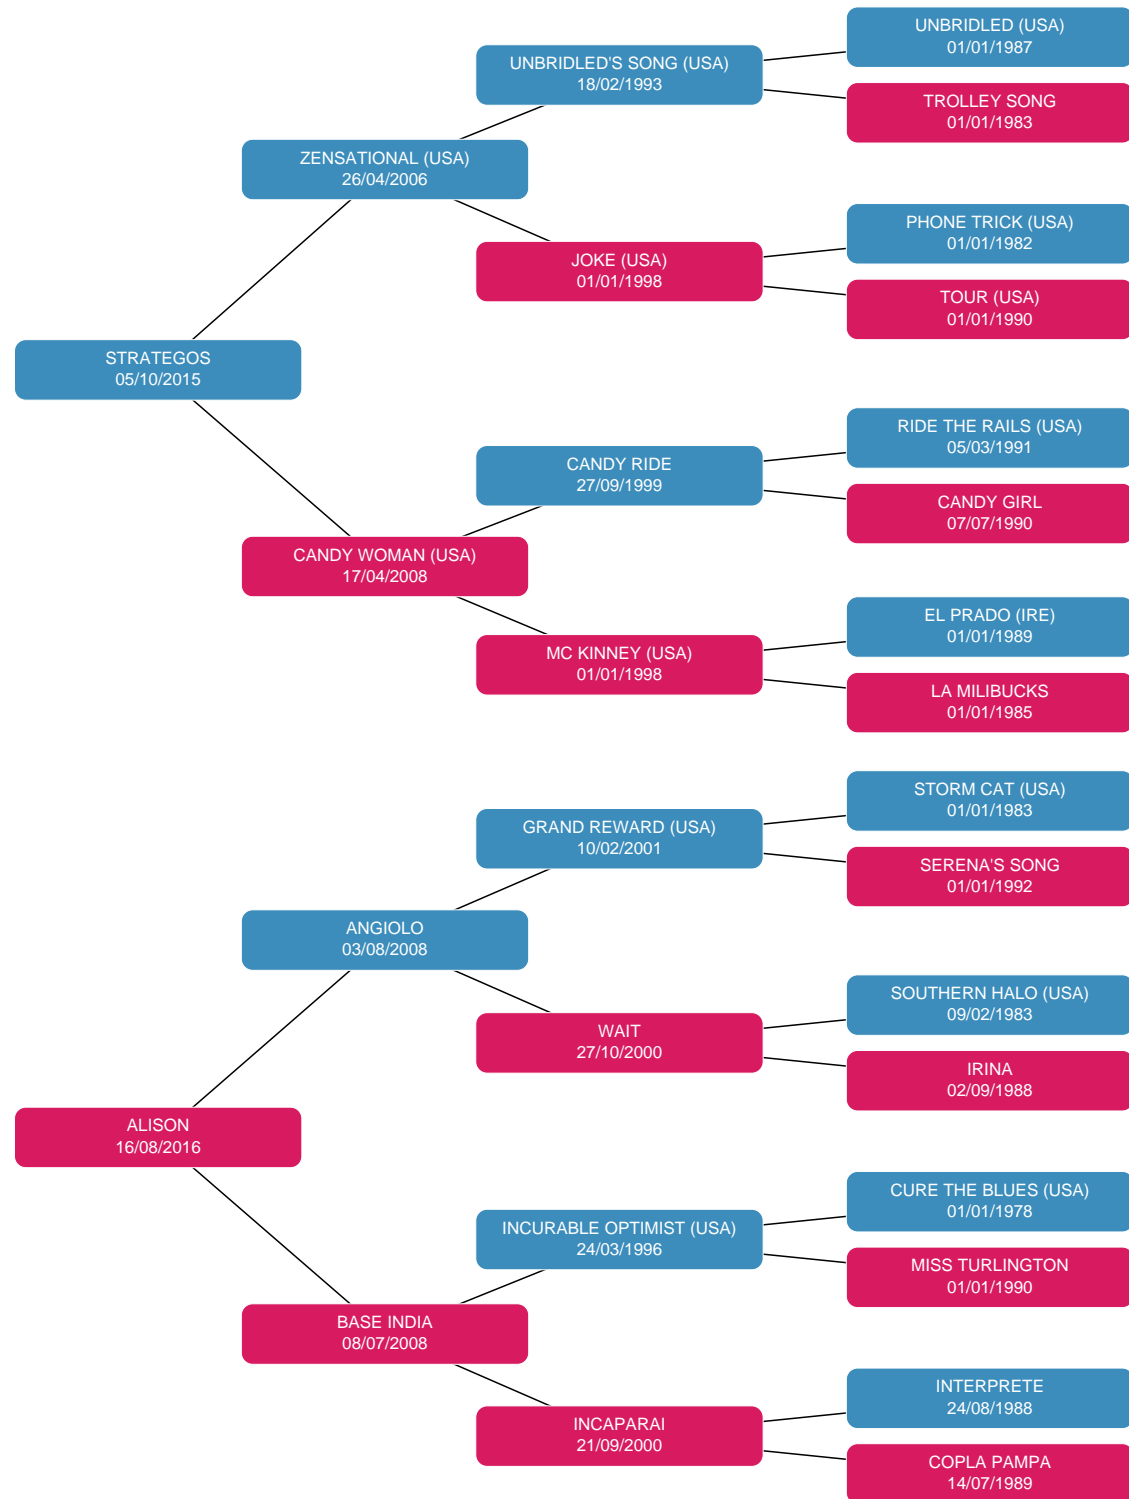 UNBRIDLED (USA)
01/01/1987
UNBRIDLED'S SONG (USA)
18/02/1993
TROLLEY SONG
01/01/1983
ZENSATIONAL (USA)
26/04/2006
PHONE TRICK (USA)
01/01/1982
JOKE (USA)
01/01/1998
TOUR (USA)
01/01/1990
STRATEGOS
05/10/2015
RIDE THE RAILS (USA)
05/03/1991
CANDY RIDE
27/09/1999
CANDY GIRL
07/07/1990
CANDY WOMAN (USA)
17/04/2008
EL PRADO (IRE)
01/01/1989
MC KINNEY (USA)
01/01/1998
LA MILIBUCKS
01/01/1985
STORM CAT (USA)
01/01/1983
GRAND REWARD (USA)
10/02/2001
SERENA'S SONG
01/01/1992
ANGIOLO
03/08/2008
SOUTHERN HALO (USA)
09/02/1983
WAIT
27/10/2000
IRINA
02/09/1988
ALISON
16/08/2016
CURE THE BLUES (USA)
01/01/1978
INCURABLE OPTIMIST (USA)
24/03/1996
MISS TURLINGTON
01/01/1990
BASE INDIA
08/07/2008
INTERPRETE
24/08/1988
INCAPARAI
21/09/2000
COPLA PAMPA
14/07/1989